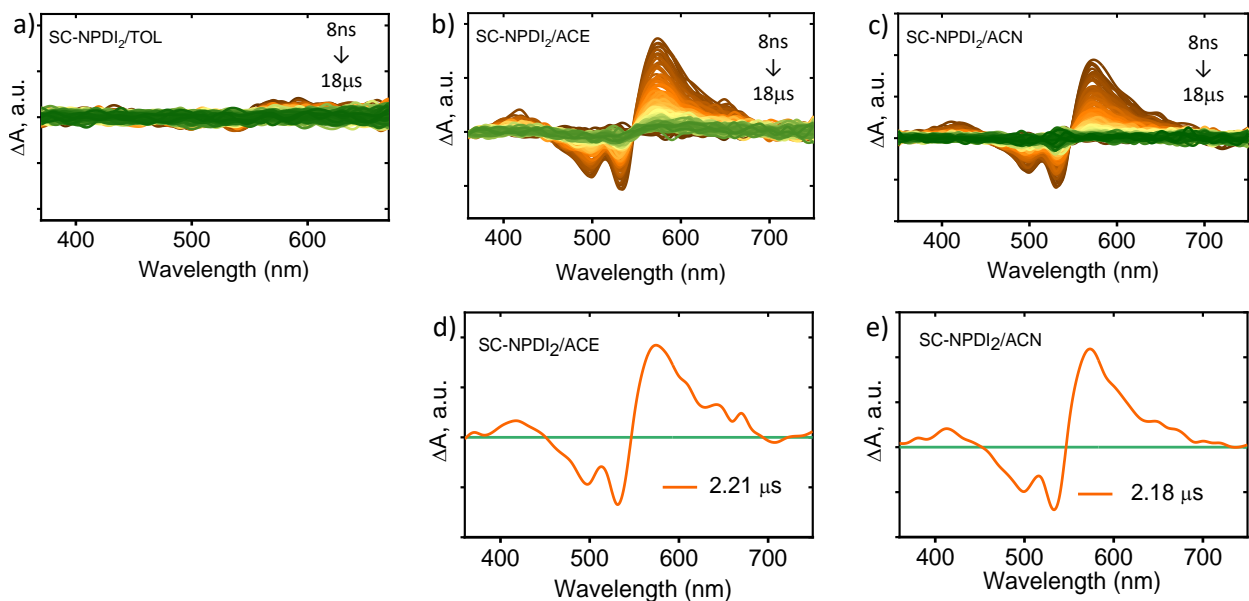 a)
SC-NPDI₂/TOL
8ns
↓
18μs
ΔA, a.u.
400 500 600
Wavelength (nm)
b)
SC-NPDI₂/ACE
8ns
↓
18μs
ΔA, a.u.
400 500 600 700
Wavelength (nm)
c)
SC-NPDI₂/ACN
8ns
↓
18μs
ΔA, a.u.
400 500 600 700
Wavelength (nm)
d)
SC-NPDI₂/ACE
2.21 μs
ΔA, a.u.
400 500 600 700
Wavelength (nm)
e)
SC-NPDI₂/ACN
2.18 μs
ΔA, a.u.
400 500 600 700
Wavelength (nm)